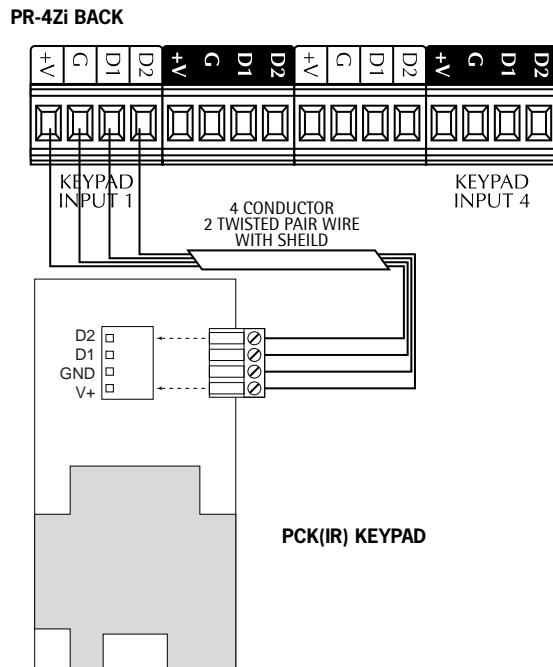 PR-4Zi BACK
+V G D1 D2 +V G D1 D2 +V G D1 D2 +V G D1 D2
KEYPAD
INPUT 1
KEYPAD
INPUT 4
4 CONDUCTOR
2 TWISTED PAIR WIRE
WITH SHEILD
D2
D1
GND
V+
PCK(IR) KEYPAD